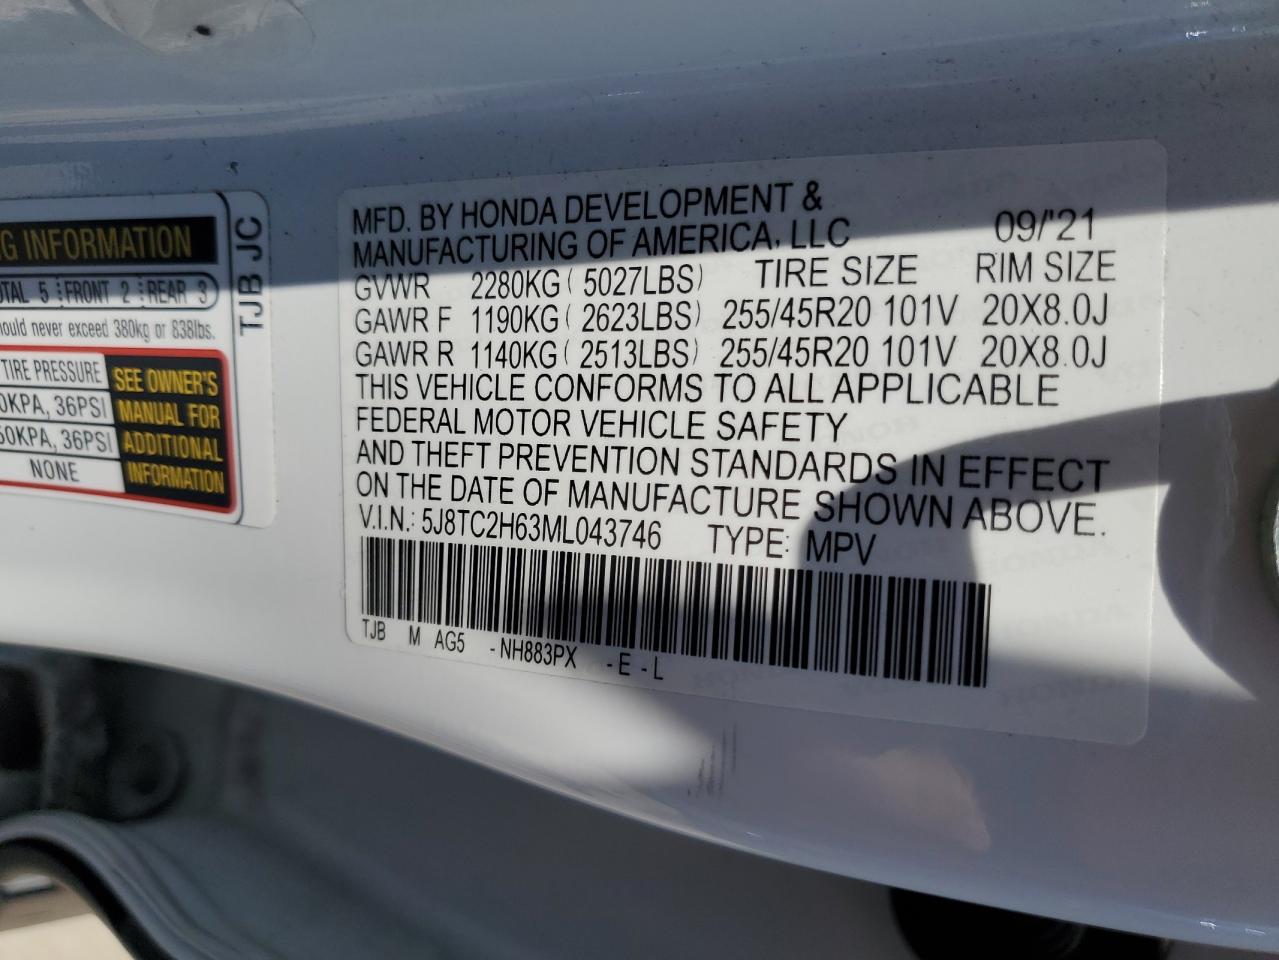 G INFORMATION
TOTAL 5 FRONT 2 REAR 3
should never exceed 380kg or 838lbs.
TIRE PRESSURE
0KPA, 36PSI
50KPA, 36PSI
NONE
SEE OWNER'S
MANUAL FOR
ADDITIONAL
INFORMATION
TJB JC
MFD. BY HONDA DEVELOPMENT &
MANUFACTURING OF AMERICA, LLC 09/'21
GVWR 2280KG ( 5027LBS) TIRE SIZE RIM SIZE
GAWR F 1190KG ( 2623LBS) 255/45R20 101V 20X8.0J
GAWR R 1140KG ( 2513LBS) 255/45R20 101V 20X8.0J
THIS VEHICLE CONFORMS TO ALL APPLICABLE
FEDERAL MOTOR VEHICLE SAFETY
AND THEFT PREVENTION STANDARDS IN EFFECT
ON THE DATE OF MANUFACTURE SHOWN ABOVE.
V.I.N.: 5J8TC2H63ML043746 TYPE: MPV
TJB M AG5 - NH883PX - E - L